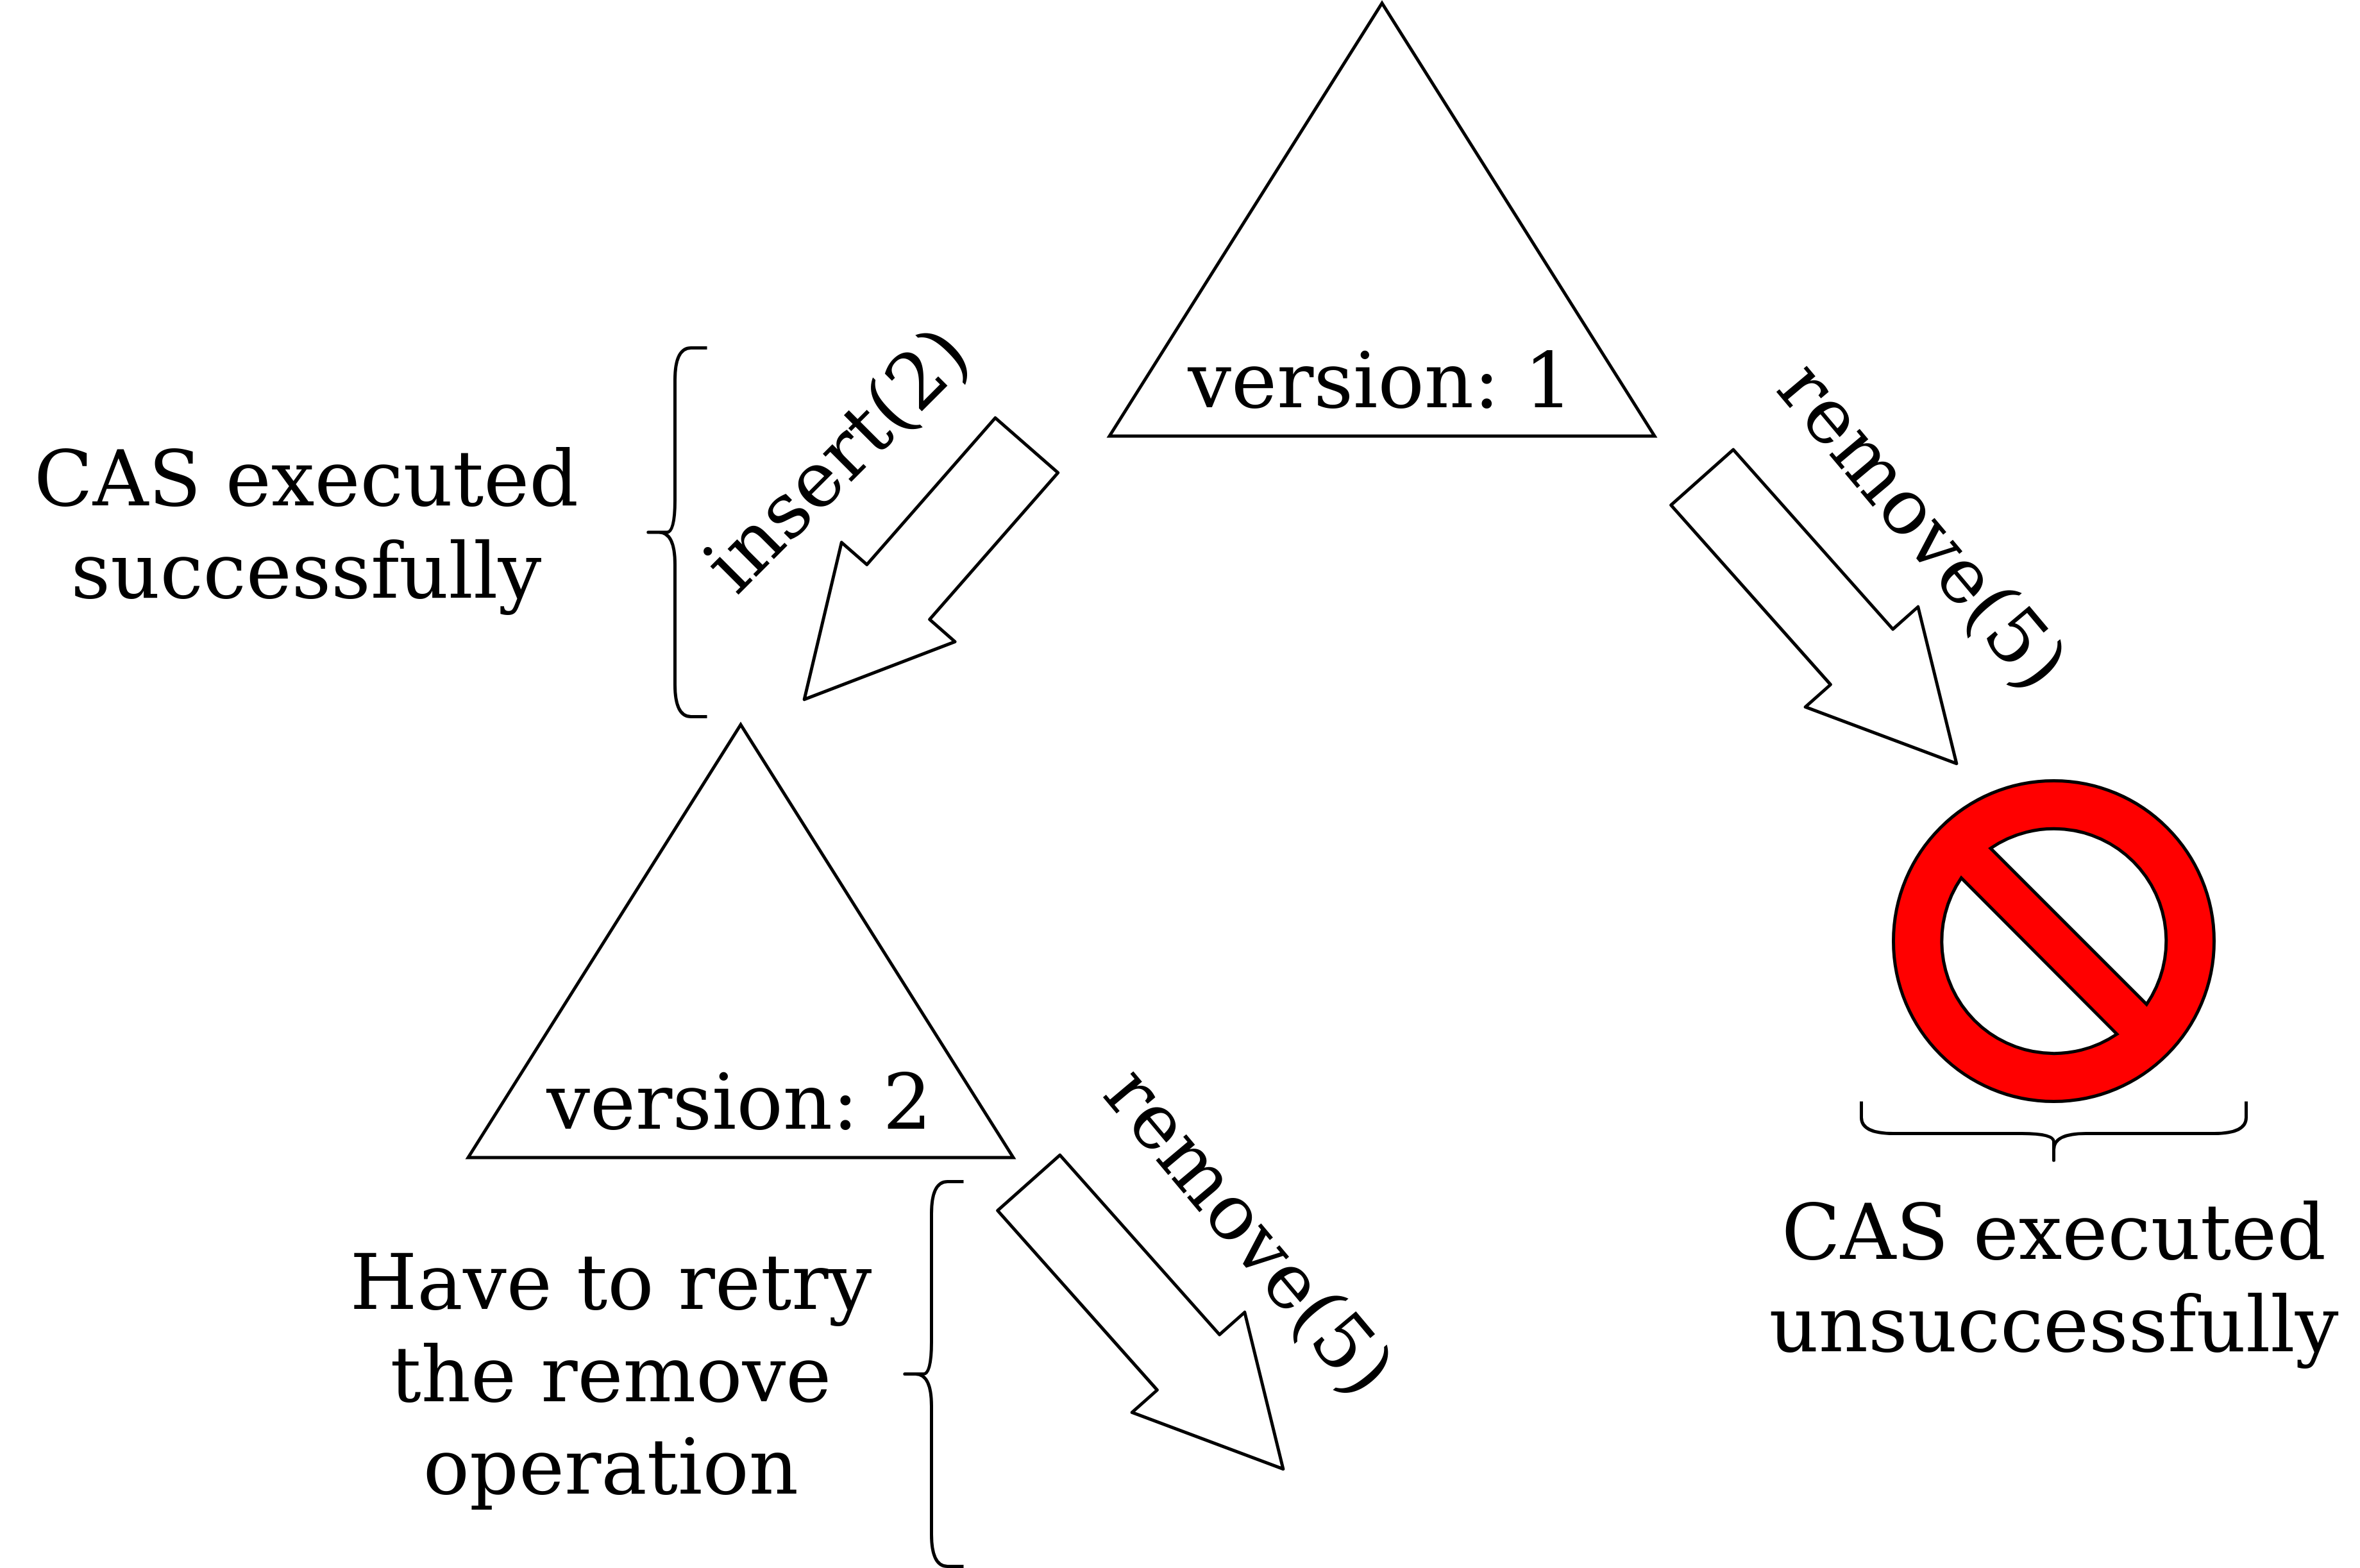 version: 1
insert(2)
remove(5)
CAS executed
successfully
version: 2
remove(5)
CAS executed
unsuccessfully
Have to retry
the remove
operation